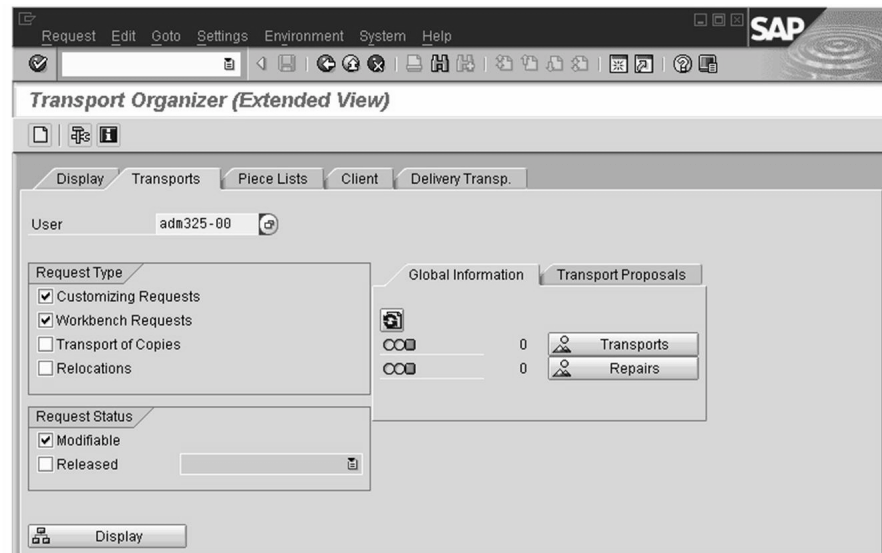 Request Edit Goto Settings Environment System Help
SAP
Transport Organizer (Extended View)
Display Transports Piece Lists Client Delivery Transp.
User adm325-00
Request Type
Customizing Requests
Workbench Requests
Transport of Copies
Relocations
Global Information Transport Proposals
0 Transports
0 Repairs
Request Status
Modifiable
Released
Display